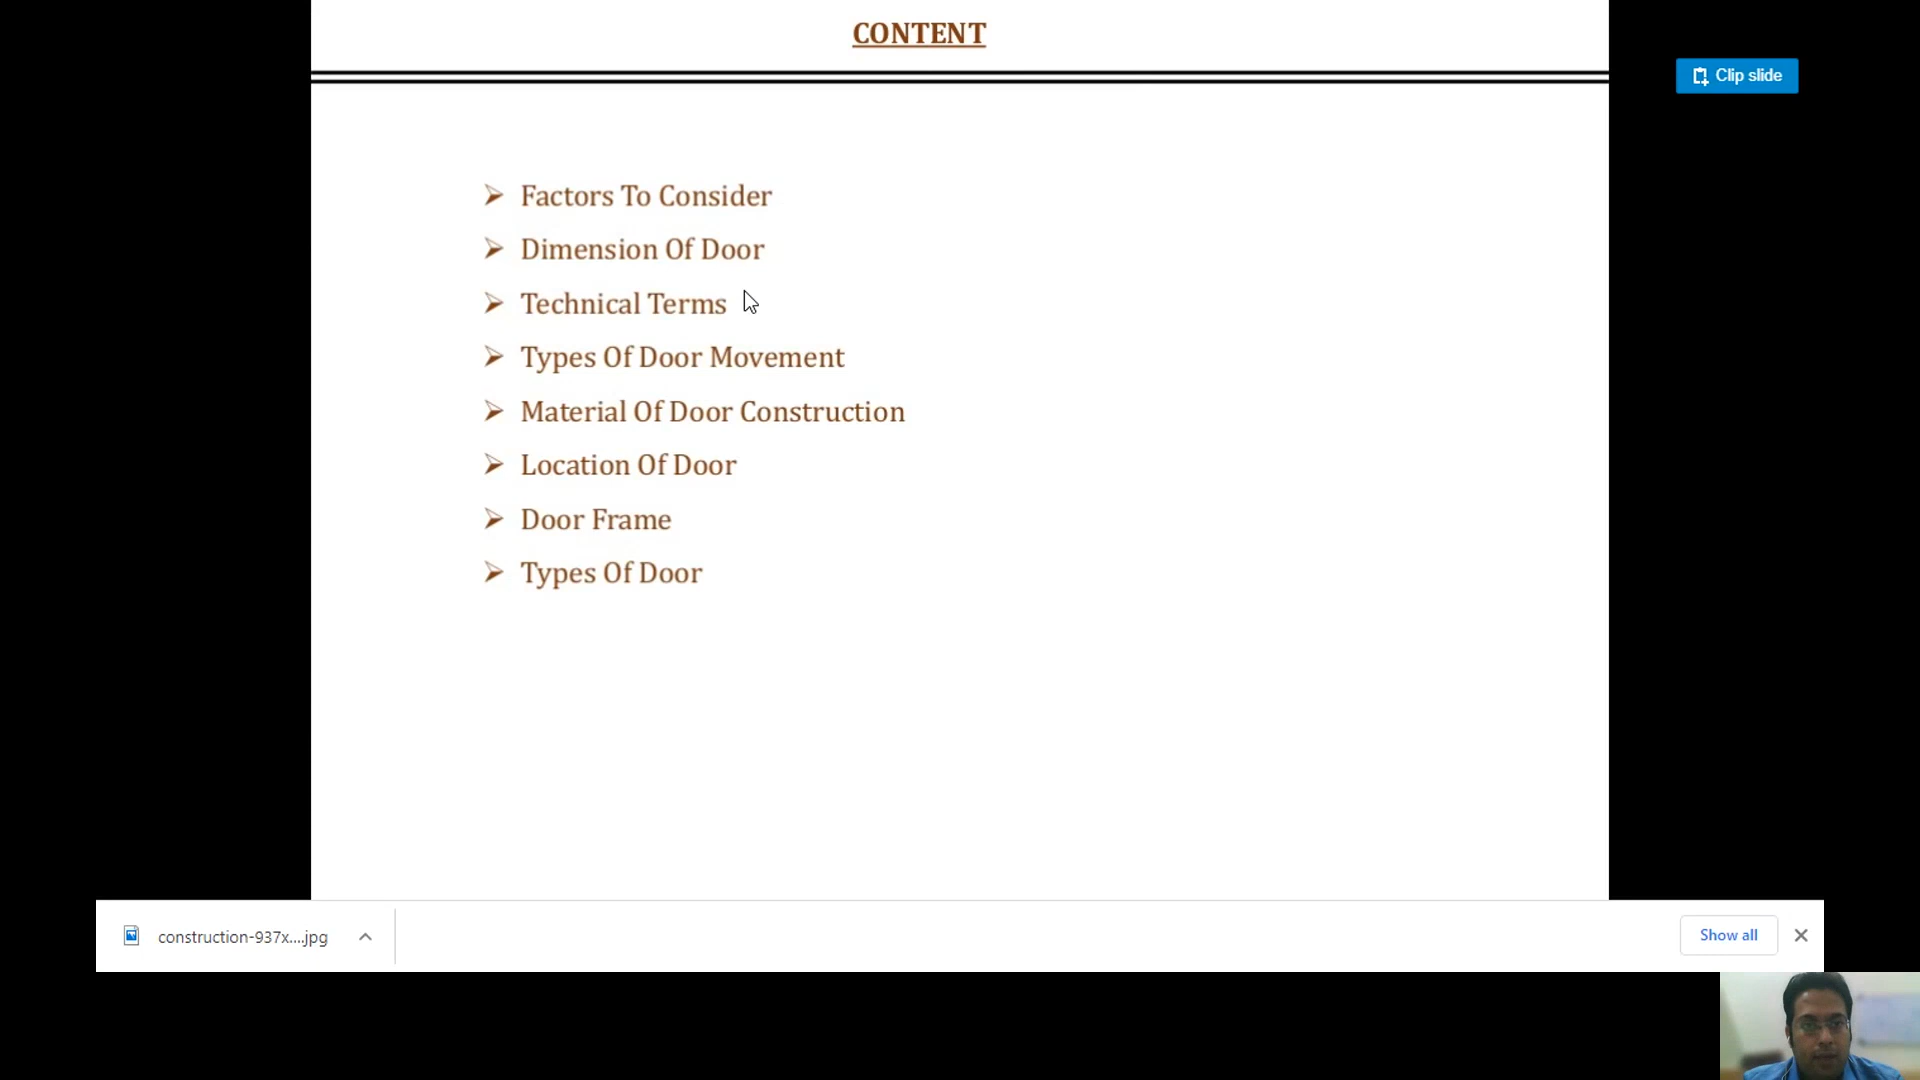 CONTENT
Clip slide
Factors To Consider
Dimension Of Door
Technical Terms
Types Of Door Movement
Material Of Door Construction
Location Of Door
Door Frame
Types Of Door
construction-937x....jpg
Show all